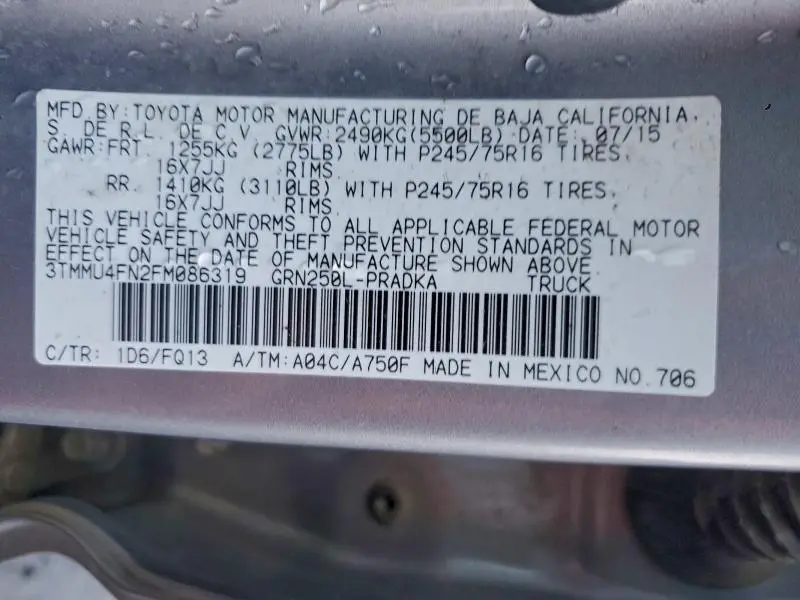 MFD. BY: TOYOTA MOTOR MANUFACTURING DE BAJA CALIFORNIA,
S. DE R.L. DE C.V. GVWR:2490KG(5500LB) DATE: 07/15
GAWR:FRT 1255KG (2775LB) WITH P245/75R16 TIRES,
16X7JJ RIMS
RR. 1410KG (3110LB) WITH P245/75R16 TIRES,
16X7JJ RIMS
THIS VEHICLE CONFORMS TO ALL APPLICABLE FEDERAL MOTOR
VEHICLE SAFETY AND THEFT PREVENTION STANDARDS IN
EFFECT ON THE DATE OF MANUFACTURE SHOWN ABOVE.
3TMMU4FN2FM086319 GRN250L-PRADKA TRUCK
C/TR: 1D6/FQ13 A/TM:A04C/A750F MADE IN MEXICO NO.706